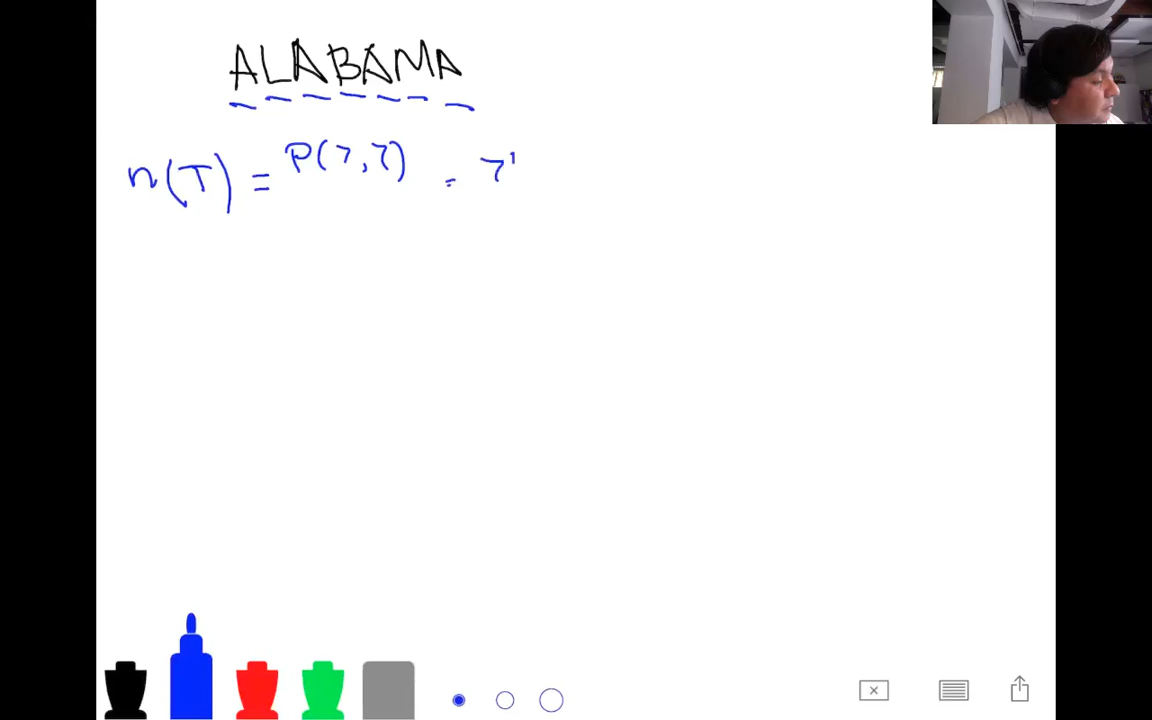 ALABAMA
n(T) = P(7,7) = 7!